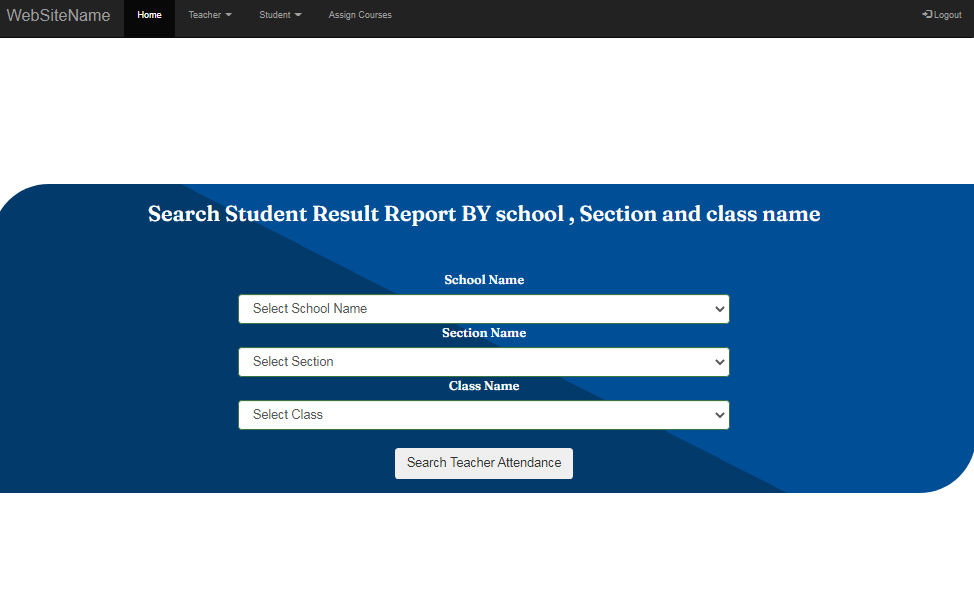 WebSiteName Home Teacher Student Assign Courses Logout
Search Student Result Report BY school , Section and class name
School Name
Select School Name
Section Name
Select Section
Class Name
Select Class
Search Teacher Attendance